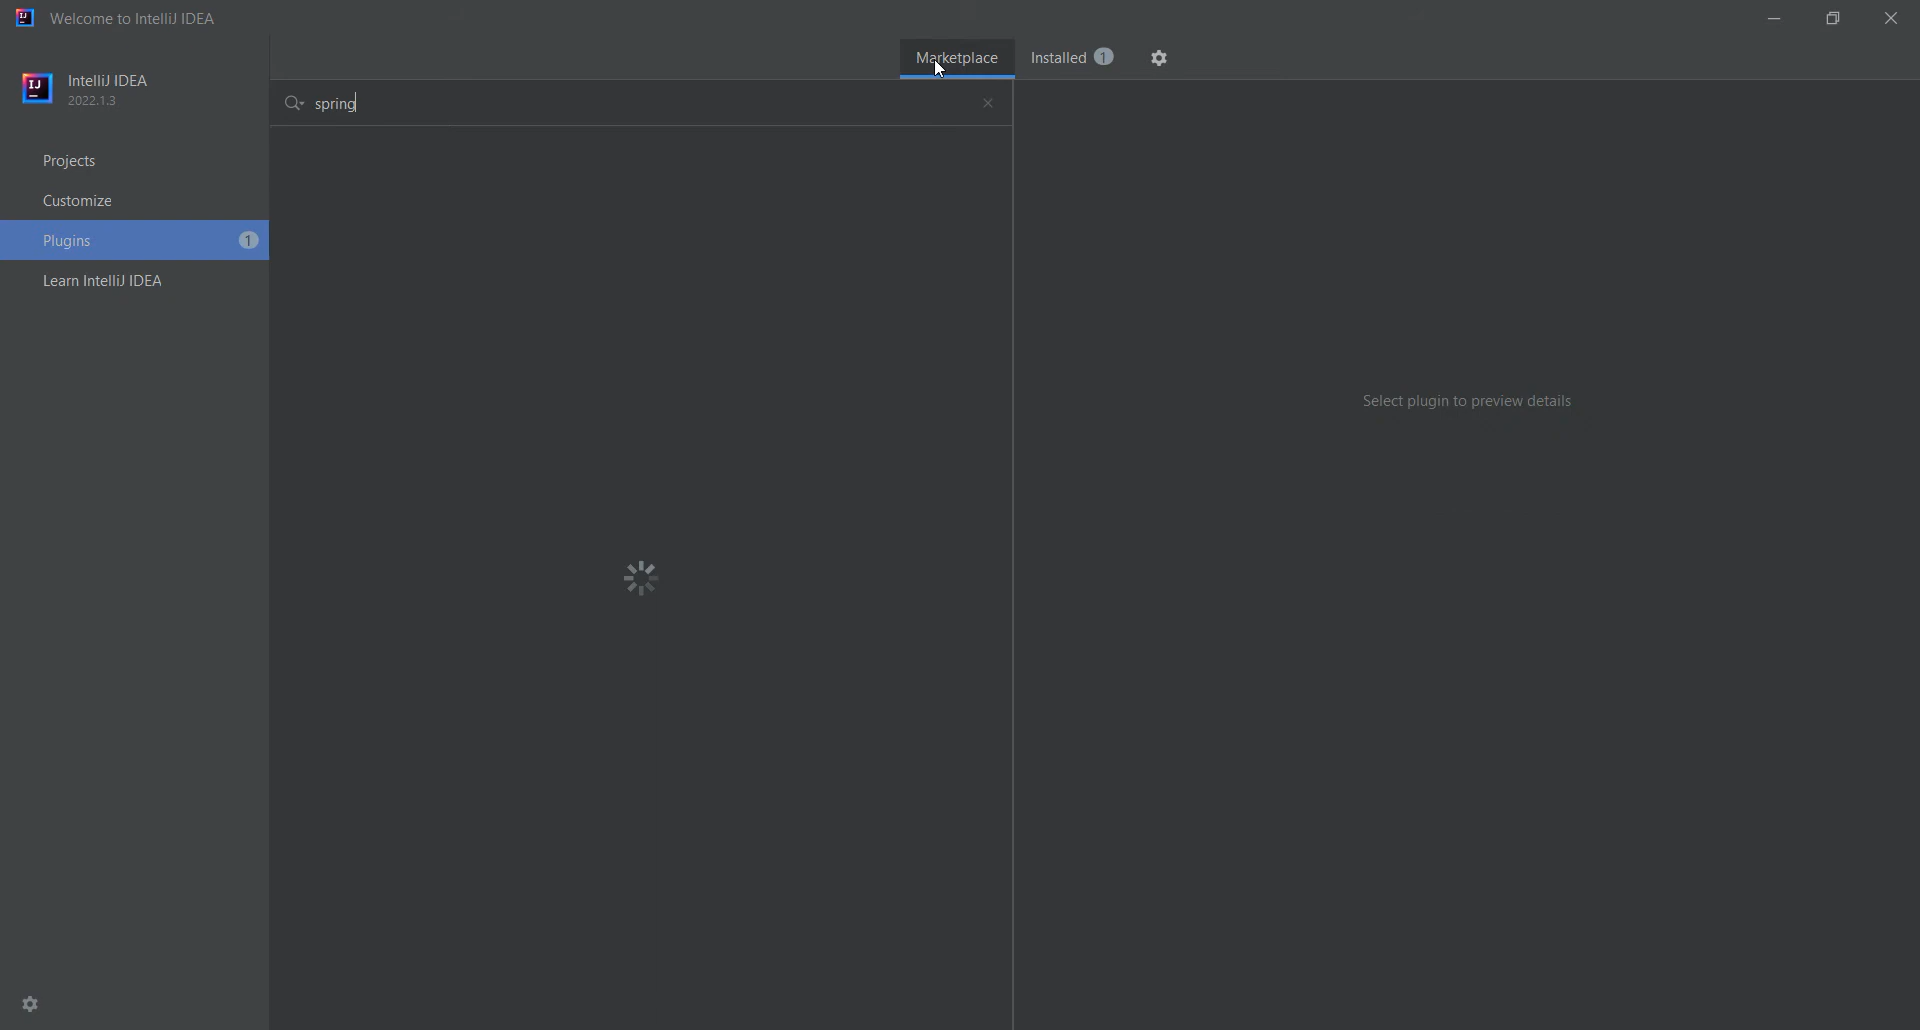 Welcome to IntelliJ IDEA
IntelliJ IDEA
2022.1.3
Marketplace
Installed 1
spring
Projects
Customize
Plugins 1
Learn IntelliJ IDEA
Select plugin to preview details